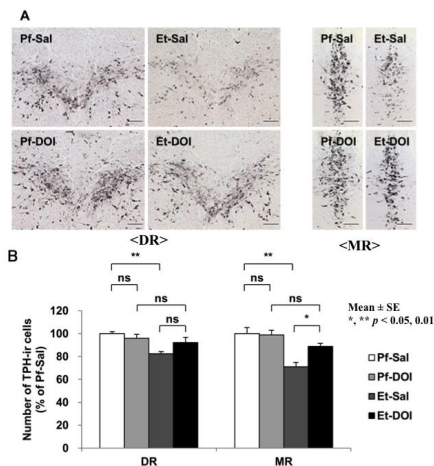 A
Pf-Sal Et-Sal Pf-Sal Et-Sal
Pf-DOI Et-DOI Pf-DOI Et-DOI
<DR> <MR>
B
** **
ns ns
ns ns
ns *
Mean ± SE
*, ** p < 0.05, 0.01
Number of TPH-ir cells
(% of Pf-Sal)
120
100
80
60
40
20
0
Pf-Sal
Pf-DOI
Et-Sal
Et-DOI
DR MR